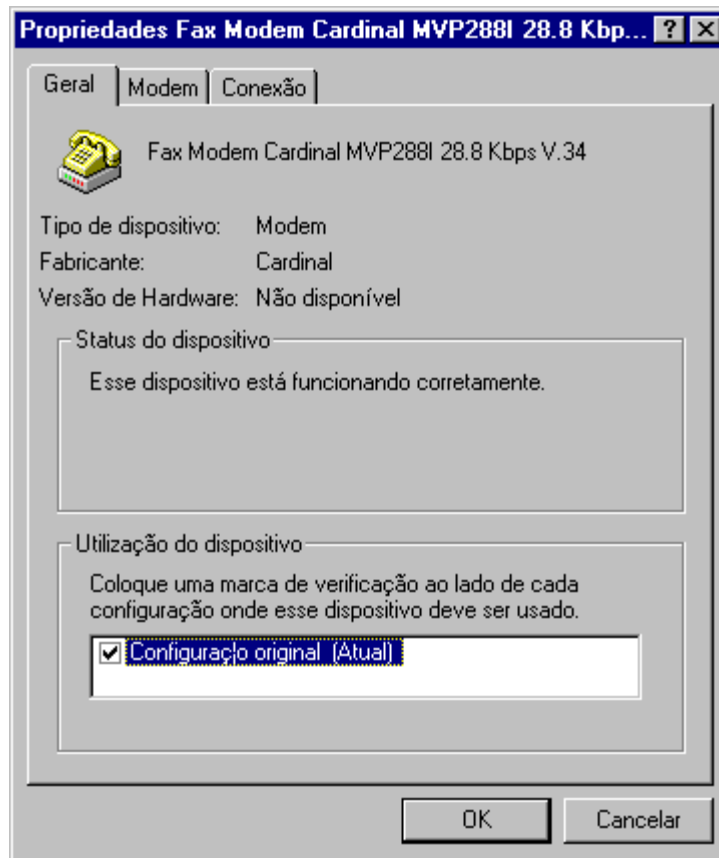 Propriedades Fax Modem Cardinal MVP288I 28.8 Kbp...
Geral Modem Conexão
Fax Modem Cardinal MVP288I 28.8 Kbps V.34
Tipo de dispositivo: Modem
Fabricante: Cardinal
Versão de Hardware: Não disponível
Status do dispositivo
Esse dispositivo está funcionando corretamente.
Utilização do dispositivo
Coloque uma marca de verificação ao lado de cada
configuração onde esse dispositivo deve ser usado.
Configuraç¦o original (Atual)
OK Cancelar